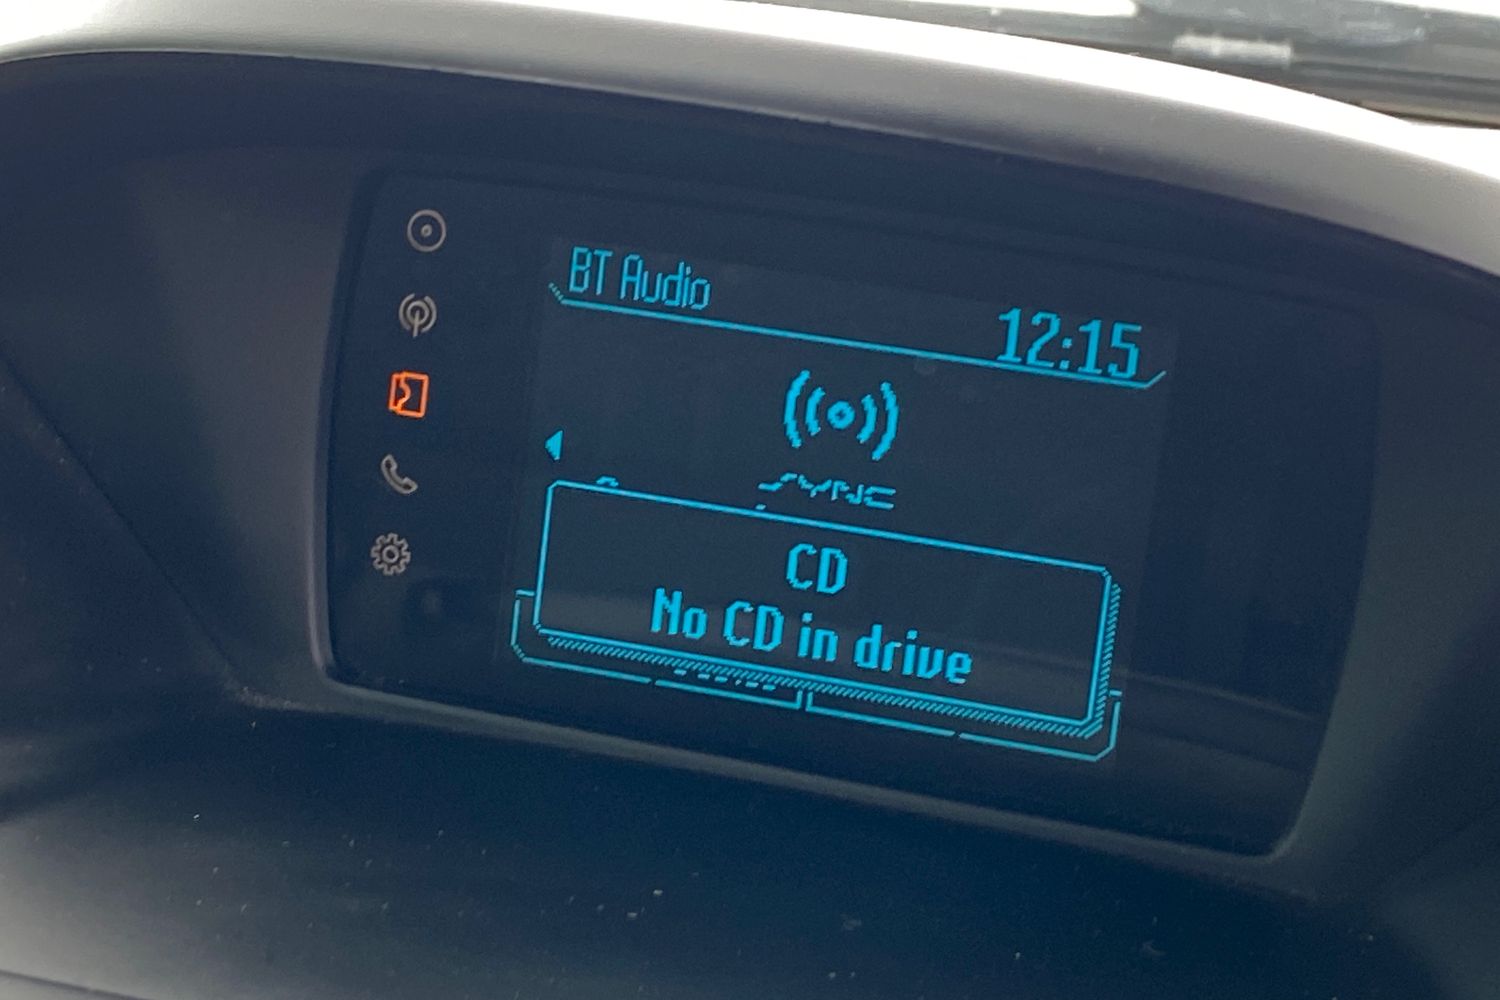 BT Audio
12:15
SYNC
CD
No CD in drive